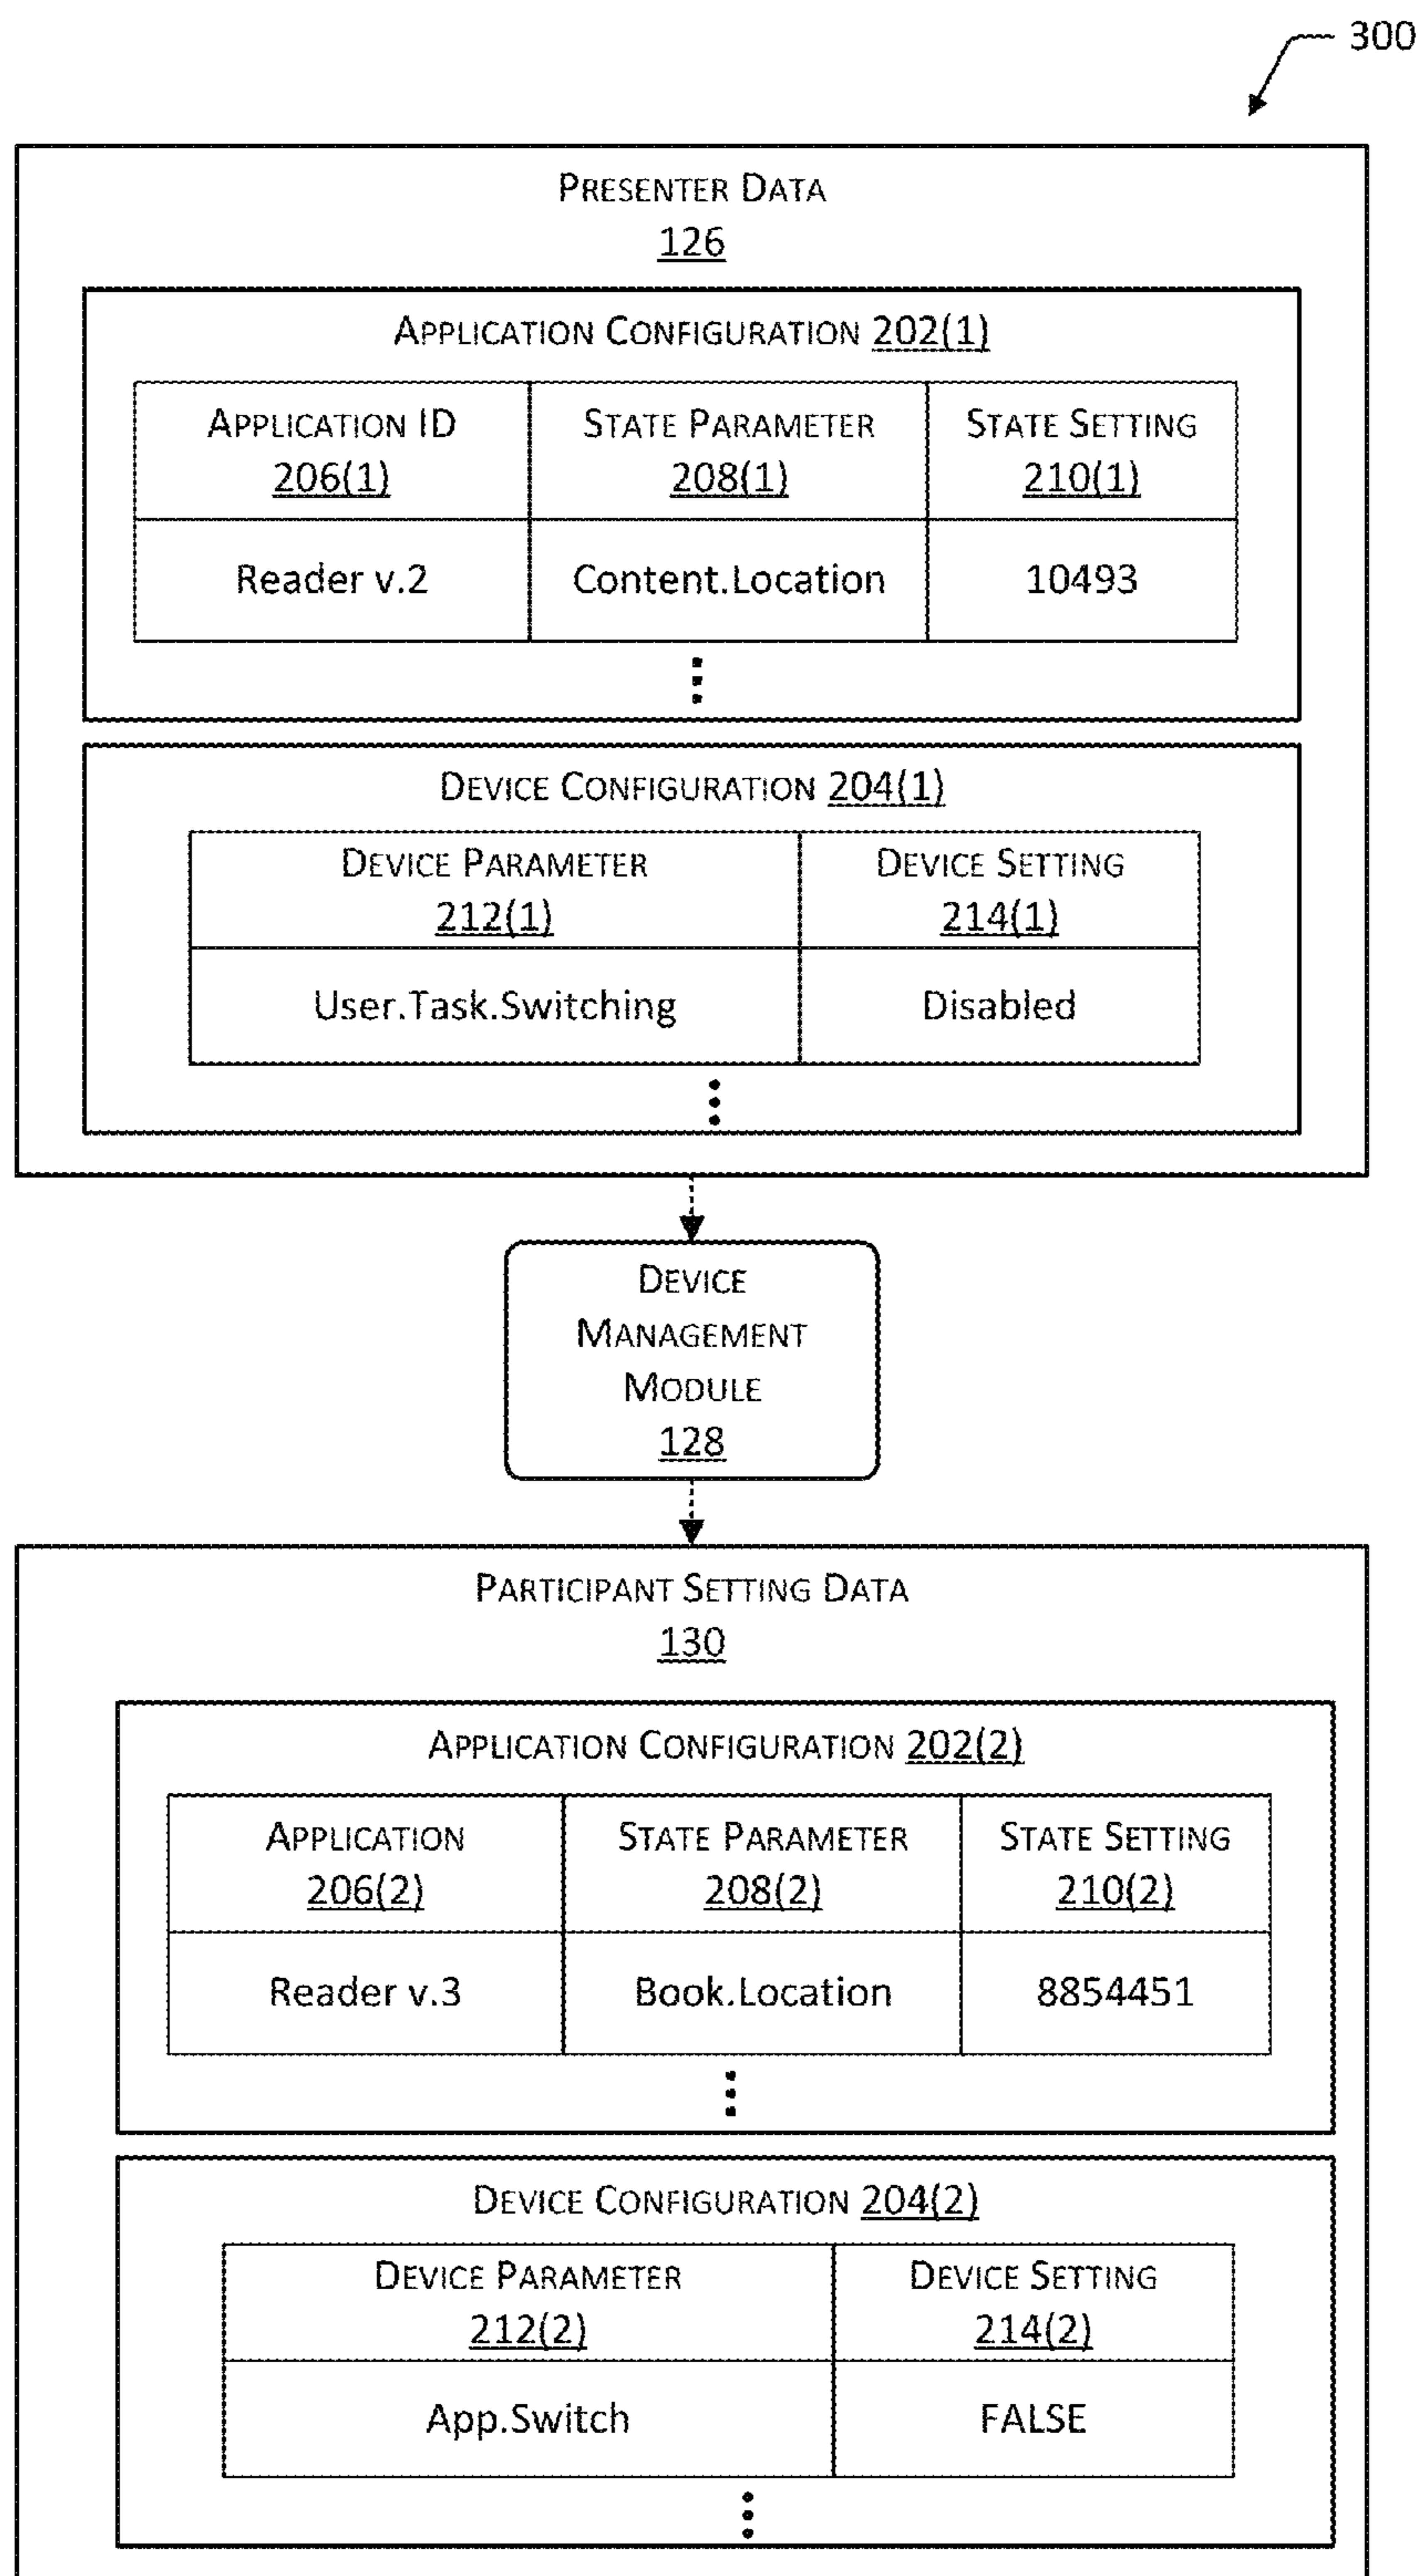 300
PRESENTER DATA
126
APPLICATION CONFIGURATION 202(1)
APPLICATION ID STATE PARAMETER STATE SETTING
206(1) 208(1) 210(1)
Reader v.2 Content.Location 10493
DEVICE CONFIGURATION 204(1)
DEVICE PARAMETER DEVICE SETTING
212(1) 214(1)
User.Task.Switching Disabled
DEVICE
MANAGEMENT
MODULE
128
PARTICIPANT SETTING DATA
130
APPLICATION CONFIGURATION 202(2)
APPLICATION STATE PARAMETER STATE SETTING
206(2) 208(2) 210(2)
Reader v.3 Book.Location 8854451
DEVICE CONFIGURATION 204(2)
DEVICE PARAMETER DEVICE SETTING
212(2) 214(2)
App.Switch FALSE